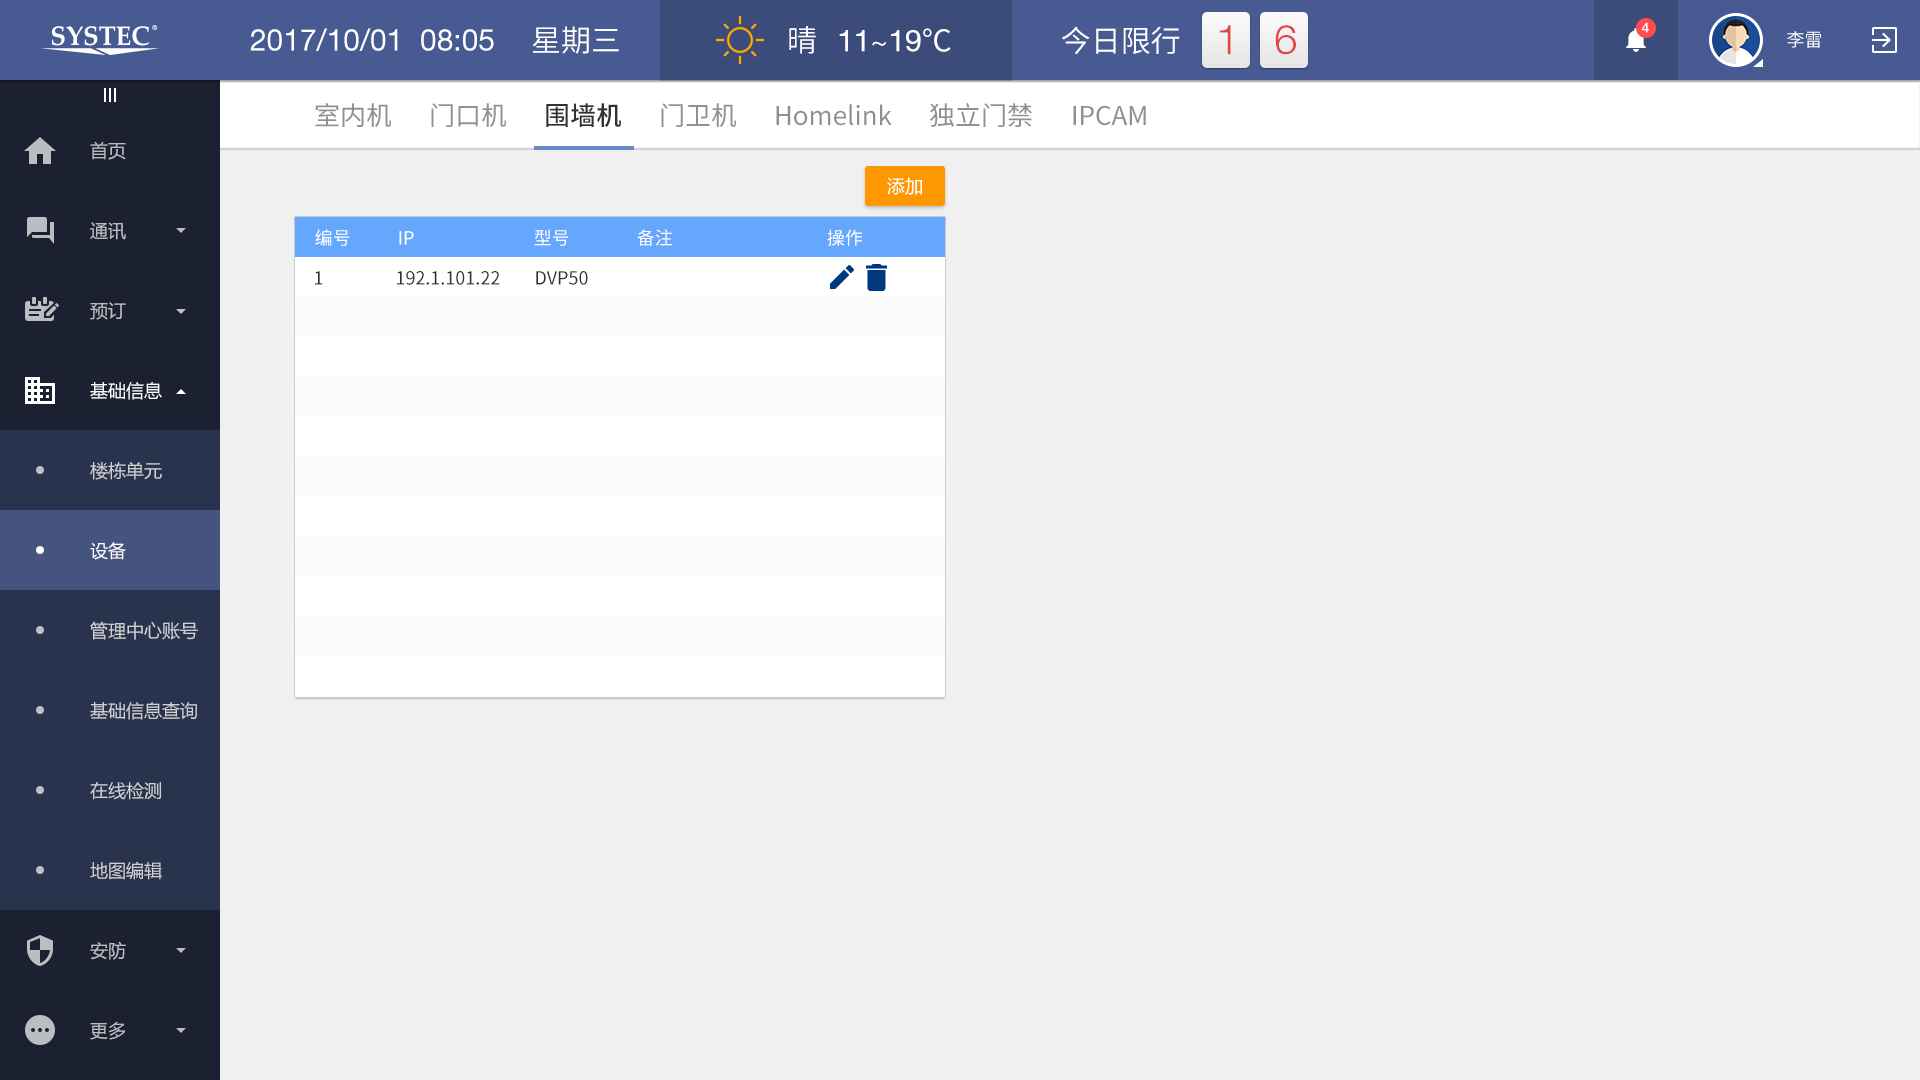 SYSTEC®
2017/10/01 08:05 星期三
晴 11~19℃
今日限行 1 6
4
李雷
室内机 门口机 围墙机 门卫机 Homelink 独立门禁 IPCAM
首页
通讯
预订
基础信息
楼栋单元
设备
管理中心账号
基础信息查询
在线检测
地图编辑
安防
更多
添加
编号 IP 型号 备注 操作
1 192.1.101.22 DVP50